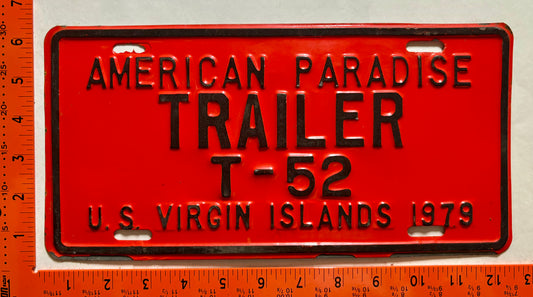 AMERICAN PARADISE
TRAILER
T-52
U.S. VIRGIN ISLANDS 1979